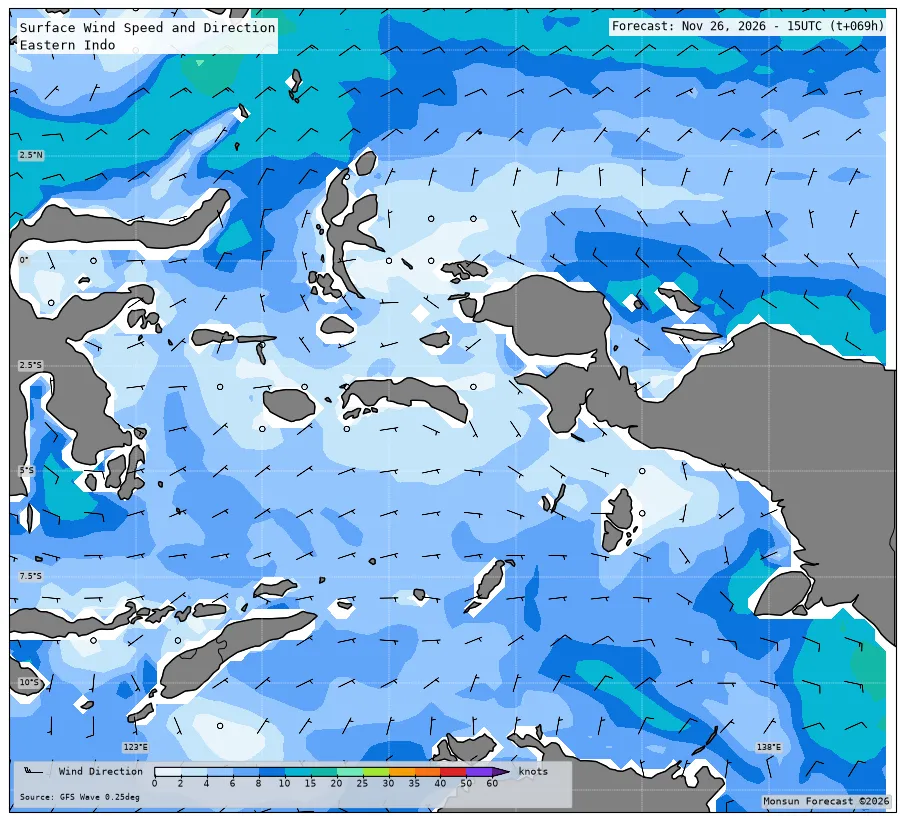 Surface Wind Speed and Direction
Eastern Indo
Forecast: Nov 26, 2026 - 15UTC (t+069h)
2.5°N
0°
2.5°S
5°S
7.5°S
10°S
123°E
138°E
Wind Direction
0 2 4 6 8 10 15 20 25 30 35 40 50 60
knots
Source: GFS Wave 0.25deg
Monsun Forecast ©2026